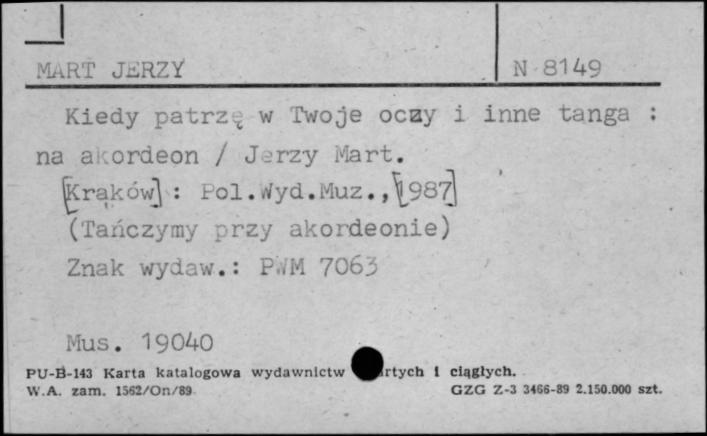 MART JERZY N 8149
Kiedy patrzę w Twoje oczy i inne tanga :
na akordeon / Jerzy Mart.
[Kraków] : Pol.Wyd.Muz.,[1987]
(Tańczymy przy akordeonie)
Znak wydaw.: PWM 7063
Mus. 19040
PU-B-143 Karta katalogowa wydawnictw rtych i ciągłych.
W.A. zam. 1562/On/89 GZG Z-3 3466-89 2.150.000 szt.